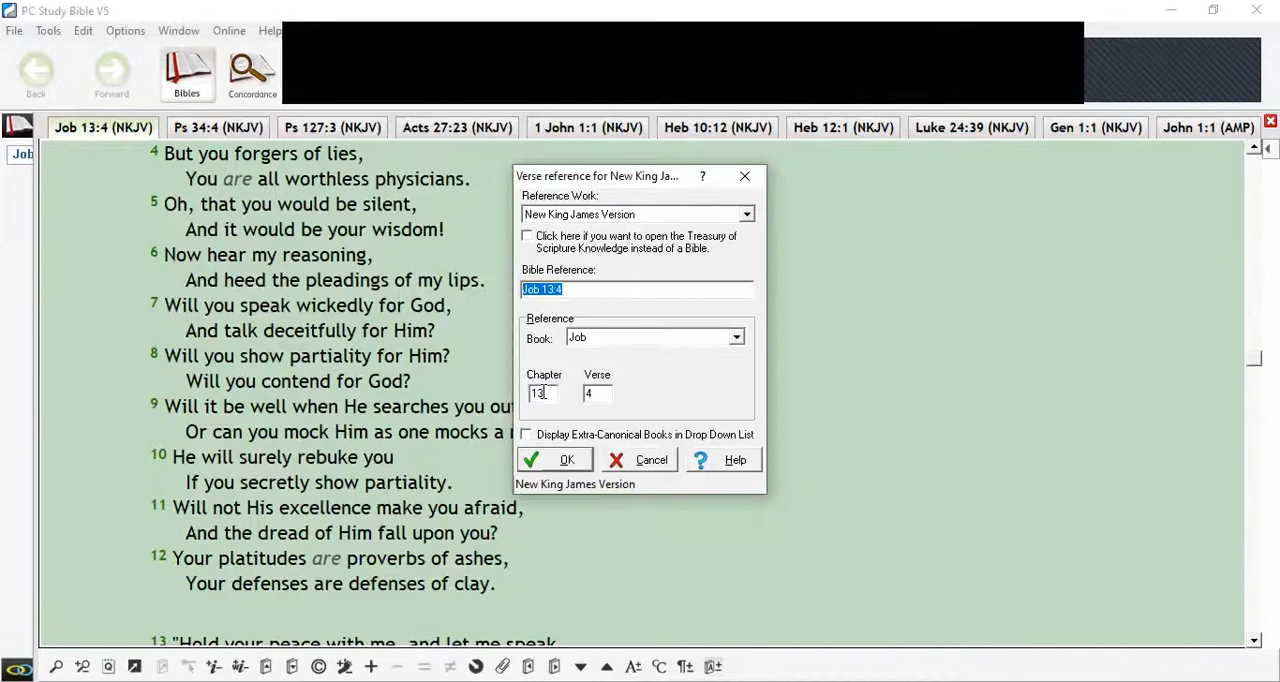 PC Study Bible V5
File Tools Edit Options Window Online Help
Back Forward Bibles Concordance
Job 13:4 (NKJV) Ps 34:4 (NKJV) Ps 127:3 (NKJV) Acts 27:23 (NKJV) 1 John 1:1 (NKJV) Heb 10:12 (NKJV) Heb 12:1 (NKJV) Luke 24:39 (NKJV) Gen 1:1 (NKJV) John 1:1 (AMP)
Job
4 But you forgers of lies,
You are all worthless physicians.
5 Oh, that you would be silent,
And it would be your wisdom!
6 Now hear my reasoning,
And heed the pleadings of my lips.
7 Will you speak wickedly for God,
And talk deceitfully for Him?
8 Will you show partiality for Him?
Will you contend for God?
9 Will it be well when He searches you
Or can you mock Him as one mocks a
10 He will surely rebuke you
If you secretly show partiality.
11 Will not His excellence make you afraid,
And the dread of Him fall upon you?
12 Your platitudes are proverbs of ashes,
Your defenses are defenses of clay.
13 "Hold your peace with me, and let me speak
Verse reference for New King Ja...
Reference Work:
New King James Version
Click here if you want to open the Treasury of
Scripture Knowledge instead of a Bible.
Bible Reference:
Job 13:4
Reference
Book: Job
Chapter Verse
13 4
Display Extra-Canonical Books in Drop Down List
OK Cancel Help
New King James Version